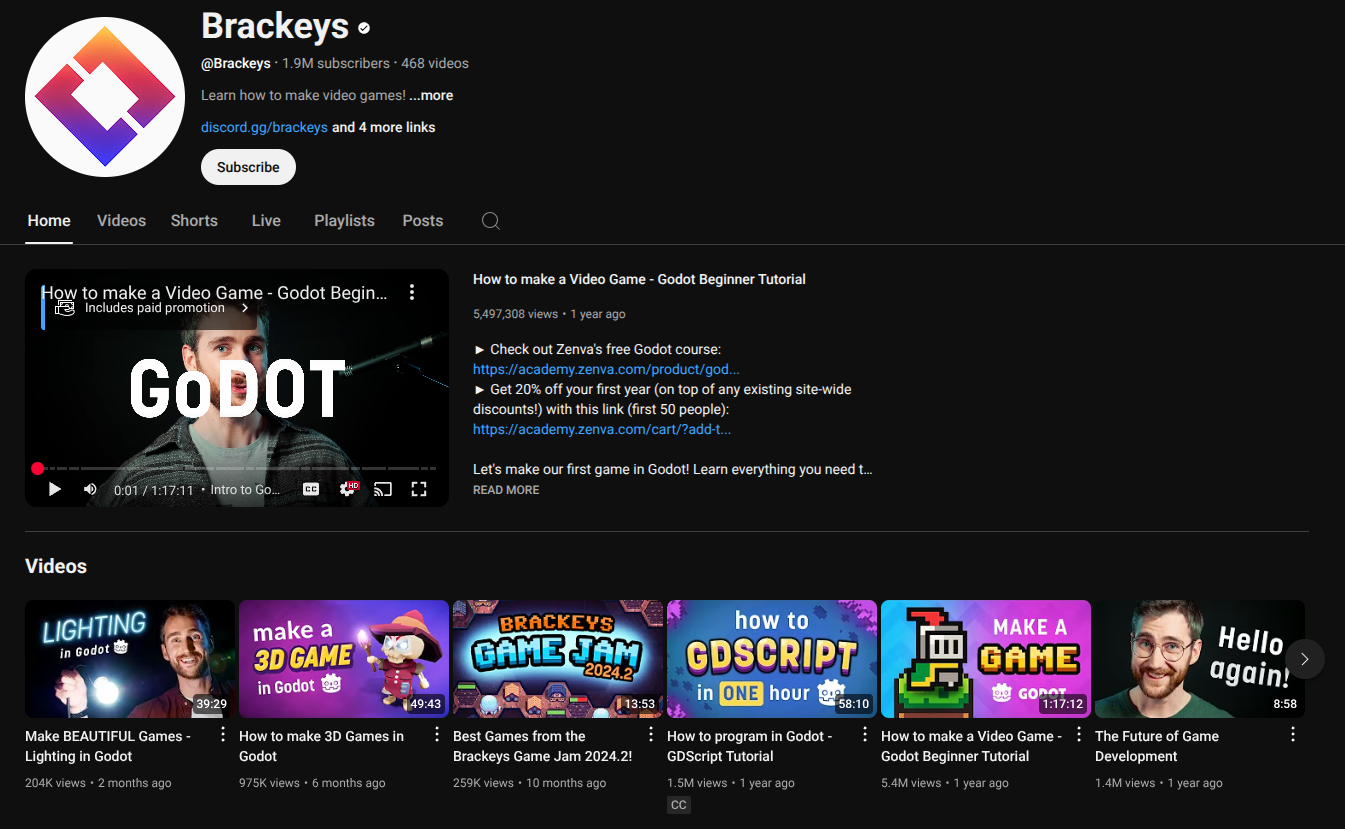 Brackeys
@Brackeys · 1.9M subscribers · 468 videos
Learn how to make video games! ...more
discord.gg/brackeys and 4 more links
Subscribe
Home Videos Shorts Live Playlists Posts
How to make a Video Game - Godot Begin...
Includes paid promotion
GoDOT
0:01 / 1:17:11 • Intro to Go...
CC
HD
How to make a Video Game - Godot Beginner Tutorial
5,497,308 views • 1 year ago
► Check out Zenva's free Godot course:
https://academy.zenva.com/product/god...
► Get 20% off your first year (on top of any existing site-wide
discounts!) with this link (first 50 people):
https://academy.zenva.com/cart/?add-t...
Let's make our first game in Godot! Learn everything you need t...
READ MORE
Videos
LIGHTING
in Godot
39:29
Make BEAUTIFUL Games -
Lighting in Godot
204K views • 2 months ago
make a
3D GAME
in Godot
49:43
How to make 3D Games in
Godot
975K views • 6 months ago
BRACKEYS
GAME JAM
2024.2
13:53
Best Games from the
Brackeys Game Jam 2024.2!
259K views • 10 months ago
how to
GDSCRIPT
in ONE hour
58:10
How to program in Godot -
GDScript Tutorial
1.5M views • 1 year ago
CC
MAKE A
GAME
GODOT
1:17:12
How to make a Video Game -
Godot Beginner Tutorial
5.4M views • 1 year ago
Hello
again!
8:58
The Future of Game
Development
1.4M views • 1 year ago